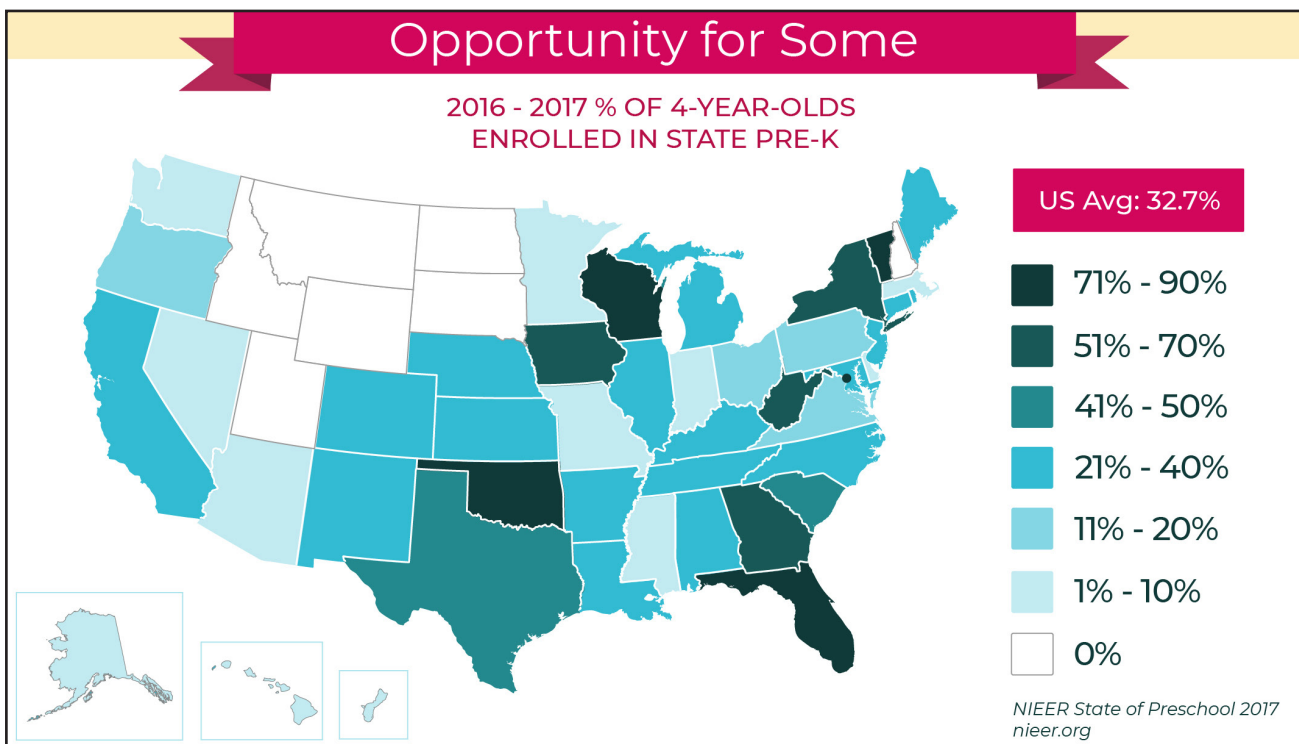 Opportunity for Some
2016 - 2017 % OF 4-YEAR-OLDS
ENROLLED IN STATE PRE-K
US Avg: 32.7%
71% - 90%
51% - 70%
41% - 50%
21% - 40%
11% - 20%
1% - 10%
0%
NIEER State of Preschool 2017
nieer.org